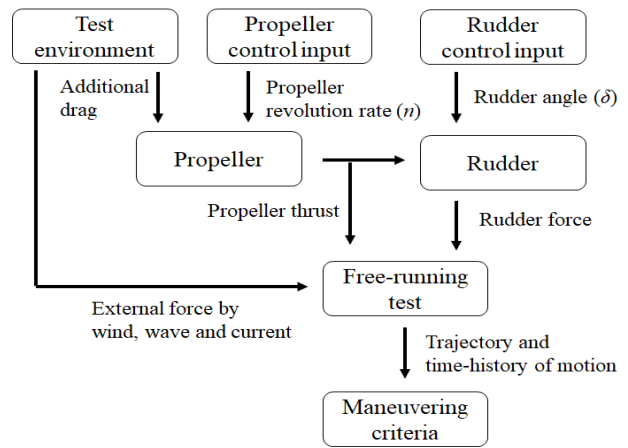 Test
environment
Propeller
control input
Rudder
control input
Additional
drag
Propeller
revolution rate (n)
Rudder angle (δ)
Propeller
Rudder
Propeller thrust
Rudder force
Free-running
test
External force by
wind, wave and current
Trajectory and
time-history of motion
Maneuvering
criteria